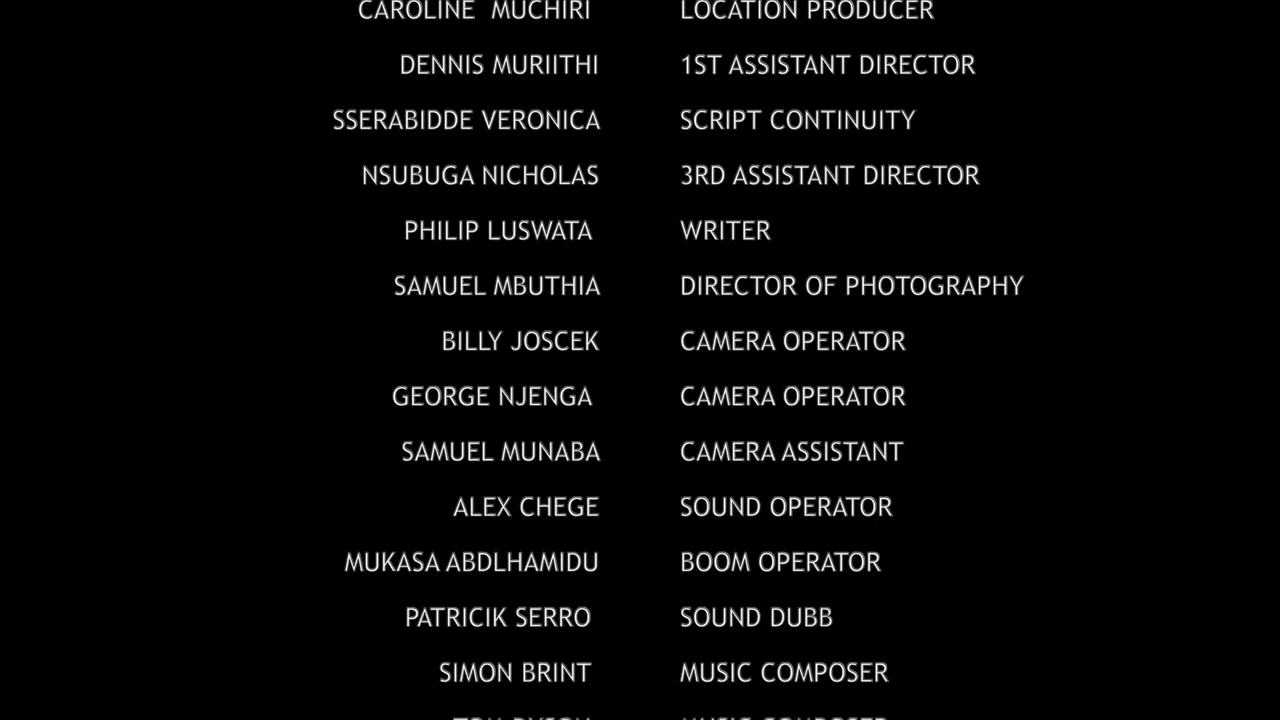 CAROLINE MUCHIRI LOCATION PRODUCER
DENNIS MURIITHI 1ST ASSISTANT DIRECTOR
SSERABIDDE VERONICA SCRIPT CONTINUITY
NSUBUGA NICHOLAS 3RD ASSISTANT DIRECTOR
PHILIP LUSWATA WRITER
SAMUEL MBUTHIA DIRECTOR OF PHOTOGRAPHY
BILLY JOSCEK CAMERA OPERATOR
GEORGE NJENGA CAMERA OPERATOR
SAMUEL MUNABA CAMERA ASSISTANT
ALEX CHEGE SOUND OPERATOR
MUKASA ABDLHAMIDU BOOM OPERATOR
PATRICIK SERRO SOUND DUBB
SIMON BRINT MUSIC COMPOSER